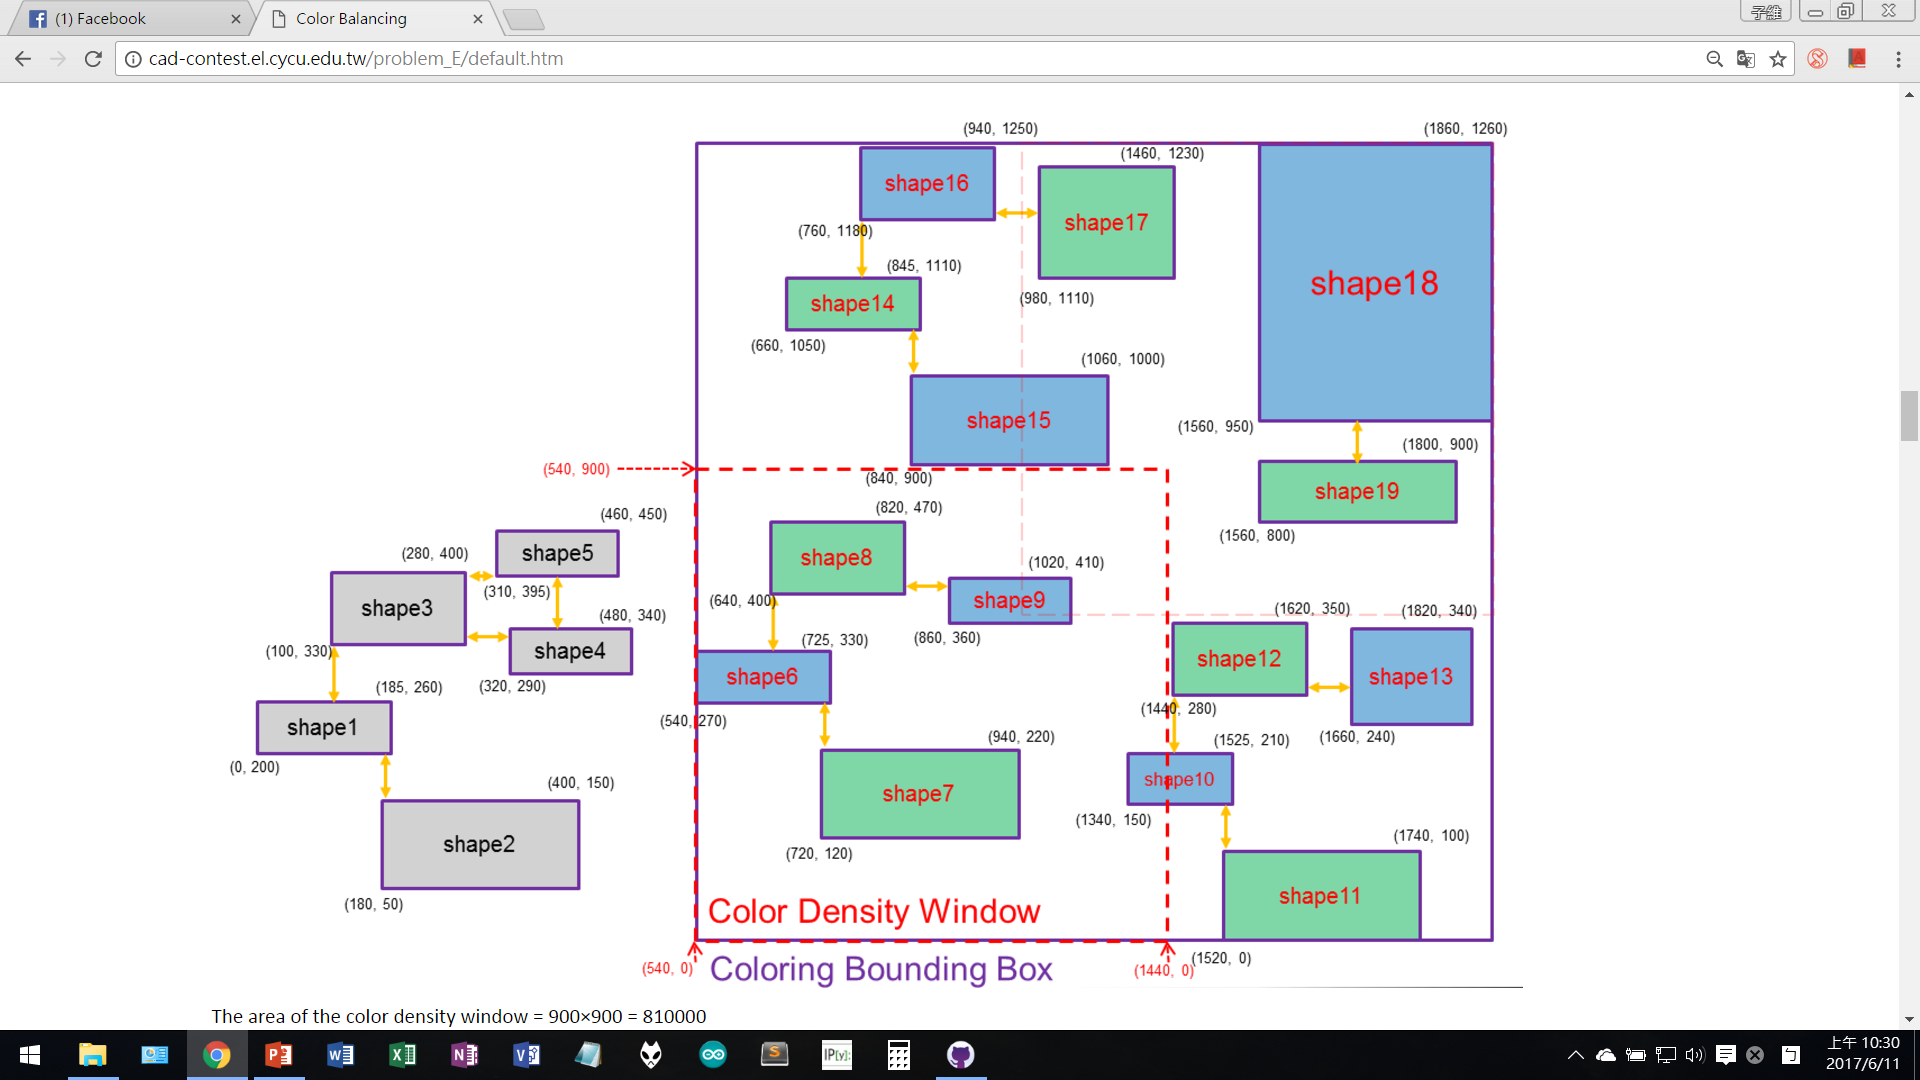 (1) Facebook
Color Balancing
子維
cad-contest.el.cycu.edu.tw/problem_E/default.htm
(940, 1250)
(1860, 1260)
(1460, 1230)
shape16
shape17
(760, 1180)
(845, 1110)
shape14
(980, 1110)
shape18
(660, 1050)
(1060, 1000)
shape15
(1560, 950)
(1800, 900)
(540, 900)
(840, 900)
shape19
(820, 470)
(460, 450)
(1560, 800)
shape5
(280, 400)
shape8
(1020, 410)
(310, 395)
shape3
(640, 400)
shape9
(480, 340)
(1620, 350)
(1820, 340)
(860, 360)
(725, 330)
shape4
(100, 330)
shape12
shape6
shape13
(185, 260)
(320, 290)
(1440, 280)
(540, 270)
shape1
(940, 220)
(1525, 210)
(1660, 240)
(0, 200)
shape10
(400, 150)
shape7
(1340, 150)
shape2
(720, 120)
(1740, 100)
(180, 50)
shape11
Color Density Window
(540, 0)
Coloring Bounding Box
(1440, 0)
(1520, 0)
The area of the color density window = 900×900 = 810000
IP[y]:
上午 10:30
2017/6/11